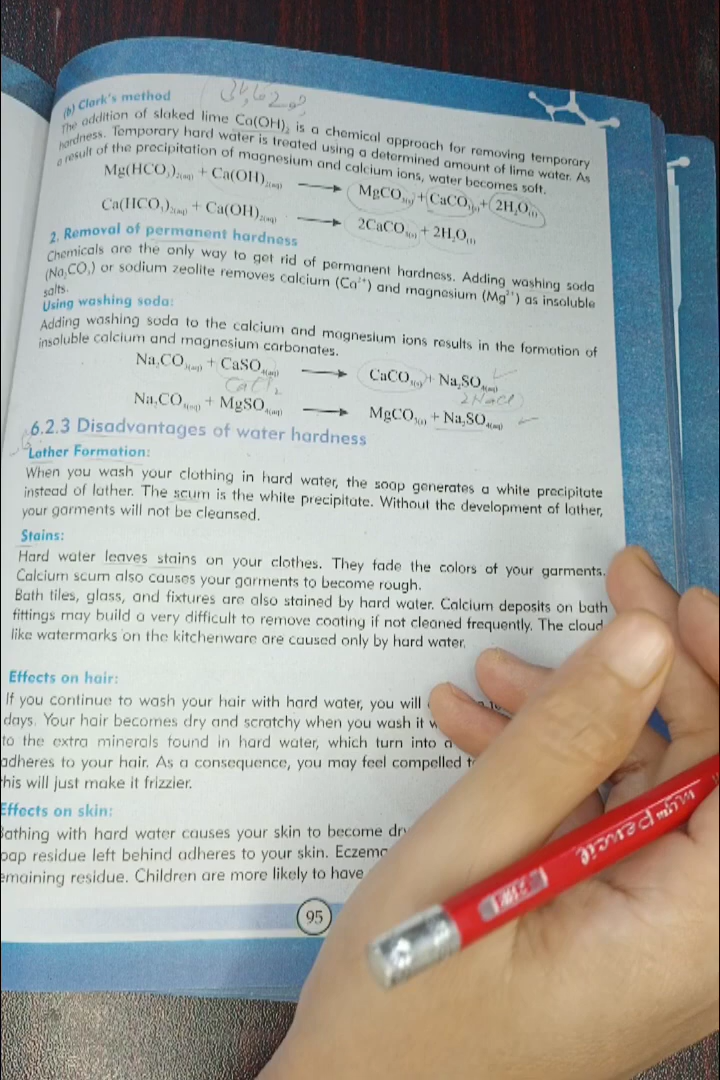 (b) Clark's method
The addition of slaked lime Ca(OH)₂ is a chemical approach for removing temporary
hardness. Temporary hard water is treated using a determined amount of lime water. As
a result of the precipitation of magnesium and calcium ions, water becomes soft.
Mg(HCO₃)₂(aq) + Ca(OH)₂(aq) ⟶ MgCO₃(s) + CaCO₃(s) + 2H₂O(l)
Ca(HCO₃)₂(aq) + Ca(OH)₂(aq) ⟶ 2CaCO₃(s) + 2H₂O(l)
2. Removal of permanent hardness
Chemicals are the only way to get rid of permanent hardness. Adding washing soda
(Na₂CO₃) or sodium zeolite removes calcium (Ca²⁺) and magnesium (Mg²⁺) as insoluble
salts.
Using washing soda:
Adding washing soda to the calcium and magnesium ions results in the formation of
insoluble calcium and magnesium carbonates.
Na₂CO₃(aq) + CaSO₄(aq) ⟶ CaCO₃(s) + Na₂SO₄(aq)
CaCl₂ 2NaCl
Na₂CO₃(aq) + MgSO₄(aq) ⟶ MgCO₃(s) + Na₂SO₄(aq)
6.2.3 Disadvantages of water hardness
Lather Formation:
When you wash your clothing in hard water, the soap generates a white precipitate
instead of lather. The scum is the white precipitate. Without the development of lather,
your garments will not be cleansed.
Stains:
Hard water leaves stains on your clothes. They fade the colors of your garments.
Calcium scum also causes your garments to become rough.
Bath tiles, glass, and fixtures are also stained by hard water. Calcium deposits on bath
fittings may build a very difficult to remove coating if not cleaned frequently. The cloud
like watermarks on the kitchenware are caused only by hard water.
Effects on hair:
If you continue to wash your hair with hard water, you will
days. Your hair becomes dry and scratchy when you wash it
to the extra minerals found in hard water, which turn into a
adheres to your hair. As a consequence, you may feel compelled
his will just make it frizzier.
Effects on skin:
Bathing with hard water causes your skin to become dry
oap residue left behind adheres to your skin. Eczema
emaining residue. Children are more likely to have
95
my pencil